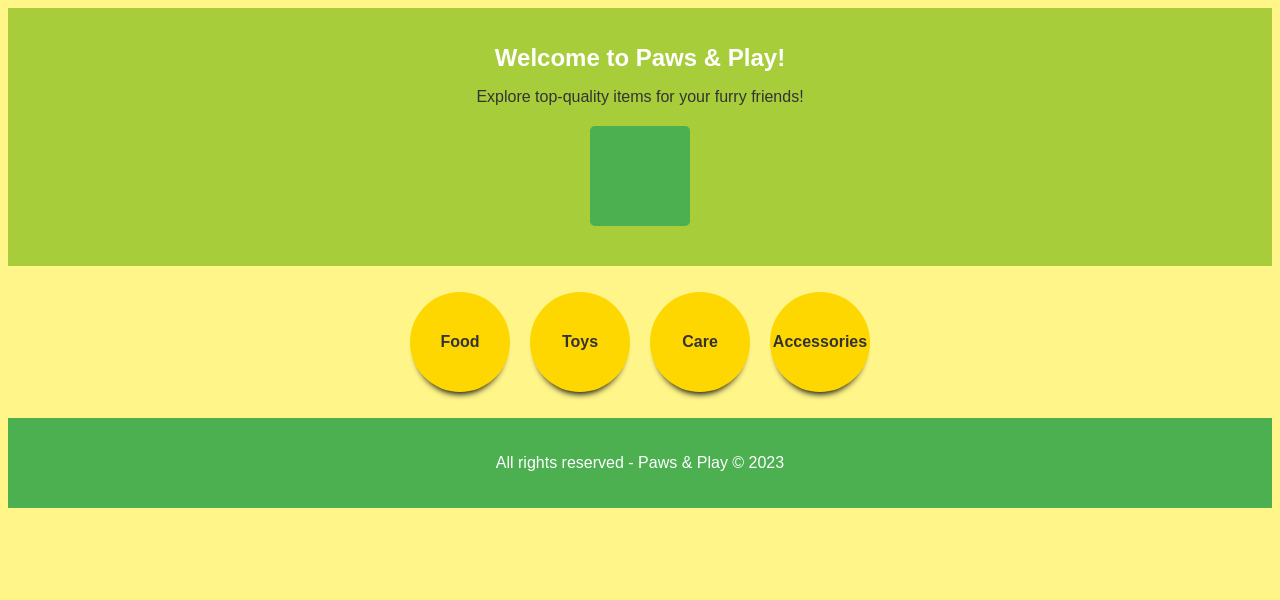 Welcome to Paws & Play!
Explore top-quality items for your furry friends!
Food
Toys
Care
Accessories
All rights reserved - Paws & Play © 2023